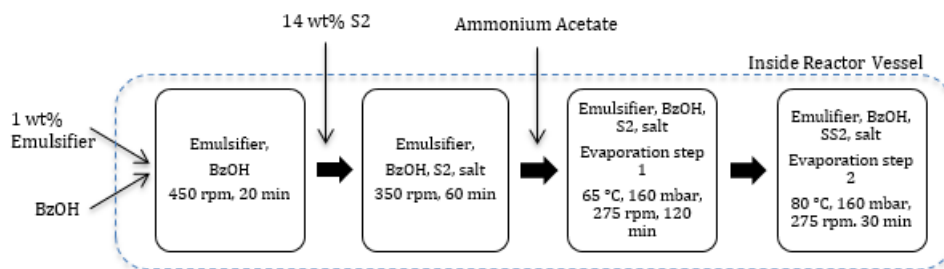 14 wt% S2
Ammonium Acetate
Inside Reactor Vessel
1 wt%
Emulsifier
BzOH
Emulsifier,
BzOH
450 rpm, 20 min
Emulsifier,
BzOH, S2, salt
350 rpm, 60 min
Emulsifier, BzOH,
S2, salt
Evaporation step
1
65 °C, 160 mbar,
275 rpm, 120
min
Emulifier, BzOH,
SS2, salt
Evaporation step
2
80 °C, 160 mbar,
275 rpm. 30 min